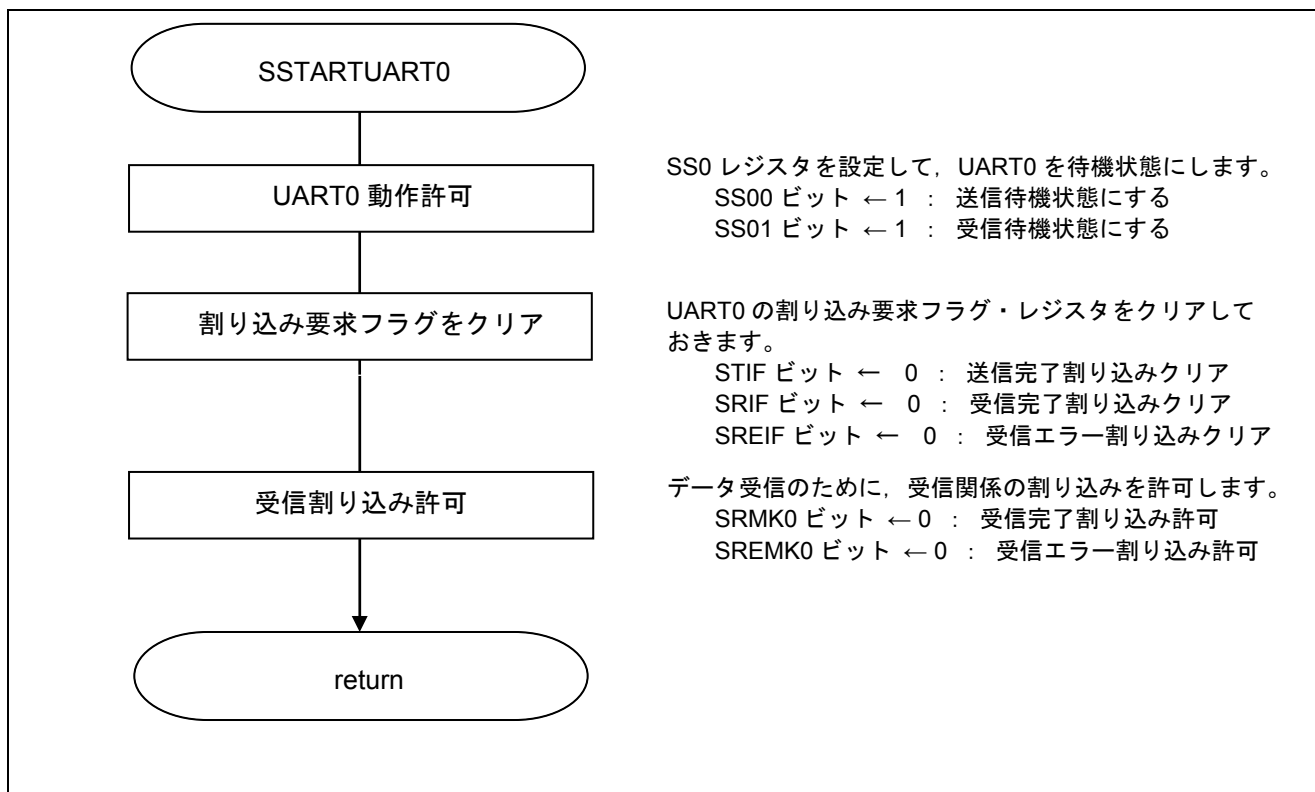 SSTARTUART0
UART0 動作許可
SS0 レジスタを設定して，UART0 を待機状態にします。
SS00 ビット ← 1 ： 送信待機状態にする
SS01 ビット ← 1 ： 受信待機状態にする
割り込み要求フラグをクリア
UART0 の割り込み要求フラグ・レジスタをクリアして
おきます。
STIF ビット ← 0 ： 送信完了割り込みクリア
SRIF ビット ← 0 ： 受信完了割り込みクリア
SREIF ビット ← 0 ： 受信エラー割り込みクリア
受信割り込み許可
データ受信のために，受信関係の割り込みを許可します。
SRMK0 ビット ← 0 ： 受信完了割り込み許可
SREMK0 ビット ← 0 ： 受信エラー割り込み許可
return